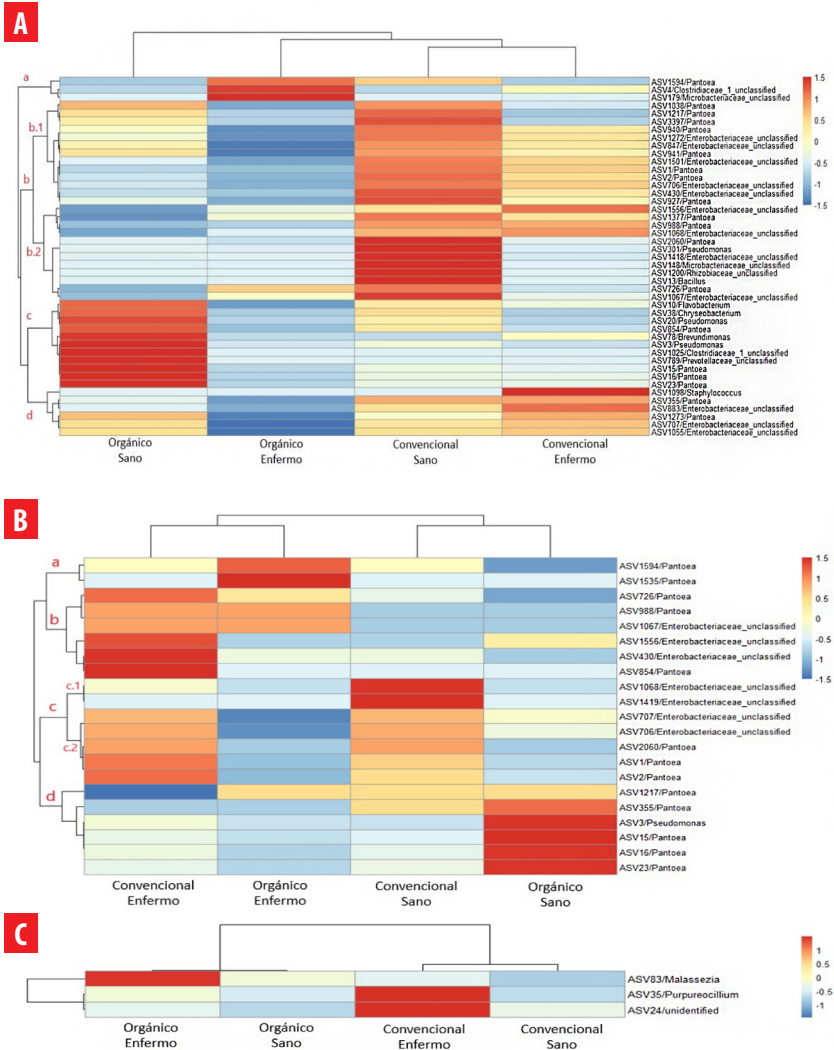 A
a
b.1
b
b.2
c
d
ASV1594/Pantoea
ASV4/Clostridiaceae_1_unclassified
ASV179/Microbacteriaceae_unclassified
ASV1038/Pantoea
ASV1217/Pantoea
ASV3397/Pantoea
ASV940/Pantoea
ASV1272/Enterobacteriaceae_unclassified
ASV847/Enterobacteriaceae_unclassified
ASV941/Pantoea
ASV1501/Enterobacteriaceae_unclassified
ASV1/Pantoea
ASV2/Pantoea
ASV706/Enterobacteriaceae_unclassified
ASV430/Enterobacteriaceae_unclassified
ASV927/Pantoea
ASV1556/Enterobacteriaceae_unclassified
ASV1377/Pantoea
ASV988/Pantoea
ASV1068/Enterobacteriaceae_unclassified
ASV2060/Pantoea
ASV301/Pseudomonas
ASV1418/Enterobacteriaceae_unclassified
ASV148/Microbacteriaceae_unclassified
ASV1200/Rhizobiaceae_unclassified
ASV13/Bacillus
ASV726/Pantoea
ASV1067/Enterobacteriaceae_unclassified
ASV10/Flavobacterium
ASV38/Chryseobacterium
ASV20/Pseudomonas
ASV854/Pantoea
ASV78/Brevundimonas
ASV3/Pseudomonas
ASV1025/Clostridiaceae_1_unclassified
ASV789/Prevotellaceae_unclassified
ASV15/Pantoea
ASV16/Pantoea
ASV23/Pantoea
ASV1098/Staphylococcus
ASV355/Pantoea
ASV883/Enterobacteriaceae_unclassified
ASV1273/Pantoea
ASV707/Enterobacteriaceae_unclassified
ASV1055/Enterobacteriaceae_unclassified
1.5
1
0.5
0
-0.5
-1
-1.5
Orgánico Sano
Orgánico Enfermo
Convencional Sano
Convencional Enfermo
B
a
b
c.1
c
c.2
d
ASV1594/Pantoea
ASV1535/Pantoea
ASV726/Pantoea
ASV988/Pantoea
ASV1067/Enterobacteriaceae_unclassified
ASV1556/Enterobacteriaceae_unclassified
ASV430/Enterobacteriaceae_unclassified
ASV854/Pantoea
ASV1068/Enterobacteriaceae_unclassified
ASV1419/Enterobacteriaceae_unclassified
ASV707/Enterobacteriaceae_unclassified
ASV706/Enterobacteriaceae_unclassified
ASV2060/Pantoea
ASV1/Pantoea
ASV2/Pantoea
ASV1217/Pantoea
ASV355/Pantoea
ASV3/Pseudomonas
ASV15/Pantoea
ASV16/Pantoea
ASV23/Pantoea
1.5
1
0.5
0
-0.5
-1
-1.5
Convencional Enfermo
Orgánico Enfermo
Convencional Sano
Orgánico Sano
C
ASV83/Malassezia
ASV35/Purpureocillium
ASV24/unidentified
1
0.5
0
-0.5
-1
Orgánico Enfermo
Orgánico Sano
Convencional Enfermo
Convencional Sano